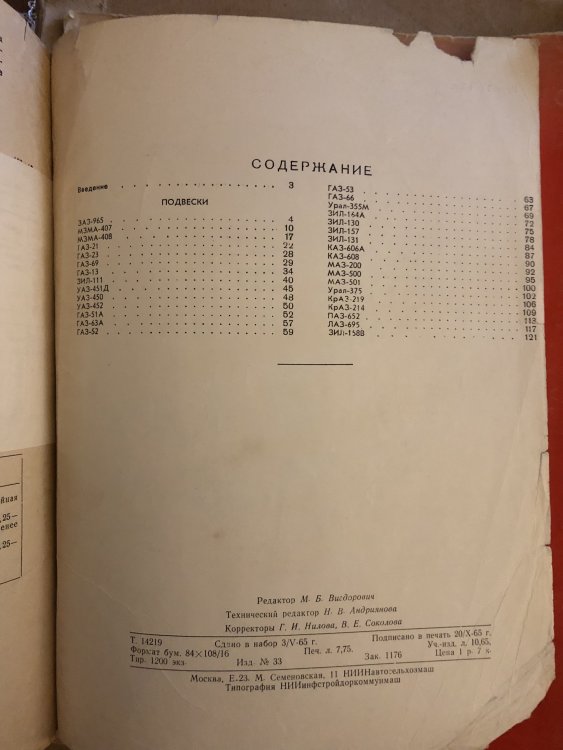 СОДЕРЖАНИЕ
Введение . . . . . . . . . . 3
ПОДВЕСКИ
ЗАЗ-965 . . . . . . . . . . 4
МЗМА-407 . . . . . . . . . . 10
МЗМА-408 . . . . . . . . . . 17
ГАЗ-21 . . . . . . . . . . 22
ГАЗ-23 . . . . . . . . . . 28
ГАЗ-69 . . . . . . . . . . 29
ГАЗ-13 . . . . . . . . . . 34
ЗИЛ-111 . . . . . . . . . . 40
УАЗ-451Д . . . . . . . . . . 45
УАЗ-450 . . . . . . . . . . 48
УАЗ-452 . . . . . . . . . . 50
ГАЗ-51А . . . . . . . . . . 52
ГАЗ-63А . . . . . . . . . . 57
ГАЗ-52 . . . . . . . . . . 59
ГАЗ-53 . . . . . . . . . . 63
ГАЗ-66 . . . . . . . . . . 67
Урал-355М . . . . . . . . . . 69
ЗИЛ-164А . . . . . . . . . . 72
ЗИЛ-130 . . . . . . . . . . 75
ЗИЛ-157 . . . . . . . . . . 78
ЗИЛ-131 . . . . . . . . . . 84
КАЗ-606А . . . . . . . . . . 87
КАЗ-608 . . . . . . . . . . 90
МАЗ-200 . . . . . . . . . . 92
МАЗ-500 . . . . . . . . . . 95
МАЗ-501 . . . . . . . . . . 100
Урал-375 . . . . . . . . . . 102
КрАЗ-219 . . . . . . . . . . 106
КрАЗ-214 . . . . . . . . . . 109
ПАЗ-652 . . . . . . . . . . 113
ЛАЗ-695 . . . . . . . . . . 117
ЗИЛ-158В . . . . . . . . . . 121
йная
,25—
енее
,25—
Редактор М. Б. Вигдорович
Технический редактор Н. В. Андриянова
Корректоры Г. И. Нилова, В. Е. Соколова
Т. 14219 Сдано в набор 3/V-65 г. Подписано в печать 20/X-65 г.
Формат бум. 84×108/16 Печ. л. 7,75. Уч.-изд. л. 10,65.
Тир. 1200 экз. Изд. № 33 Зак. 1176 Цена 1 р. 7 к.
Москва, Е-23. М. Семеновская, 11 НИИНавтосельхозмаш
Типография НИИинфстройдоркоммунмаш